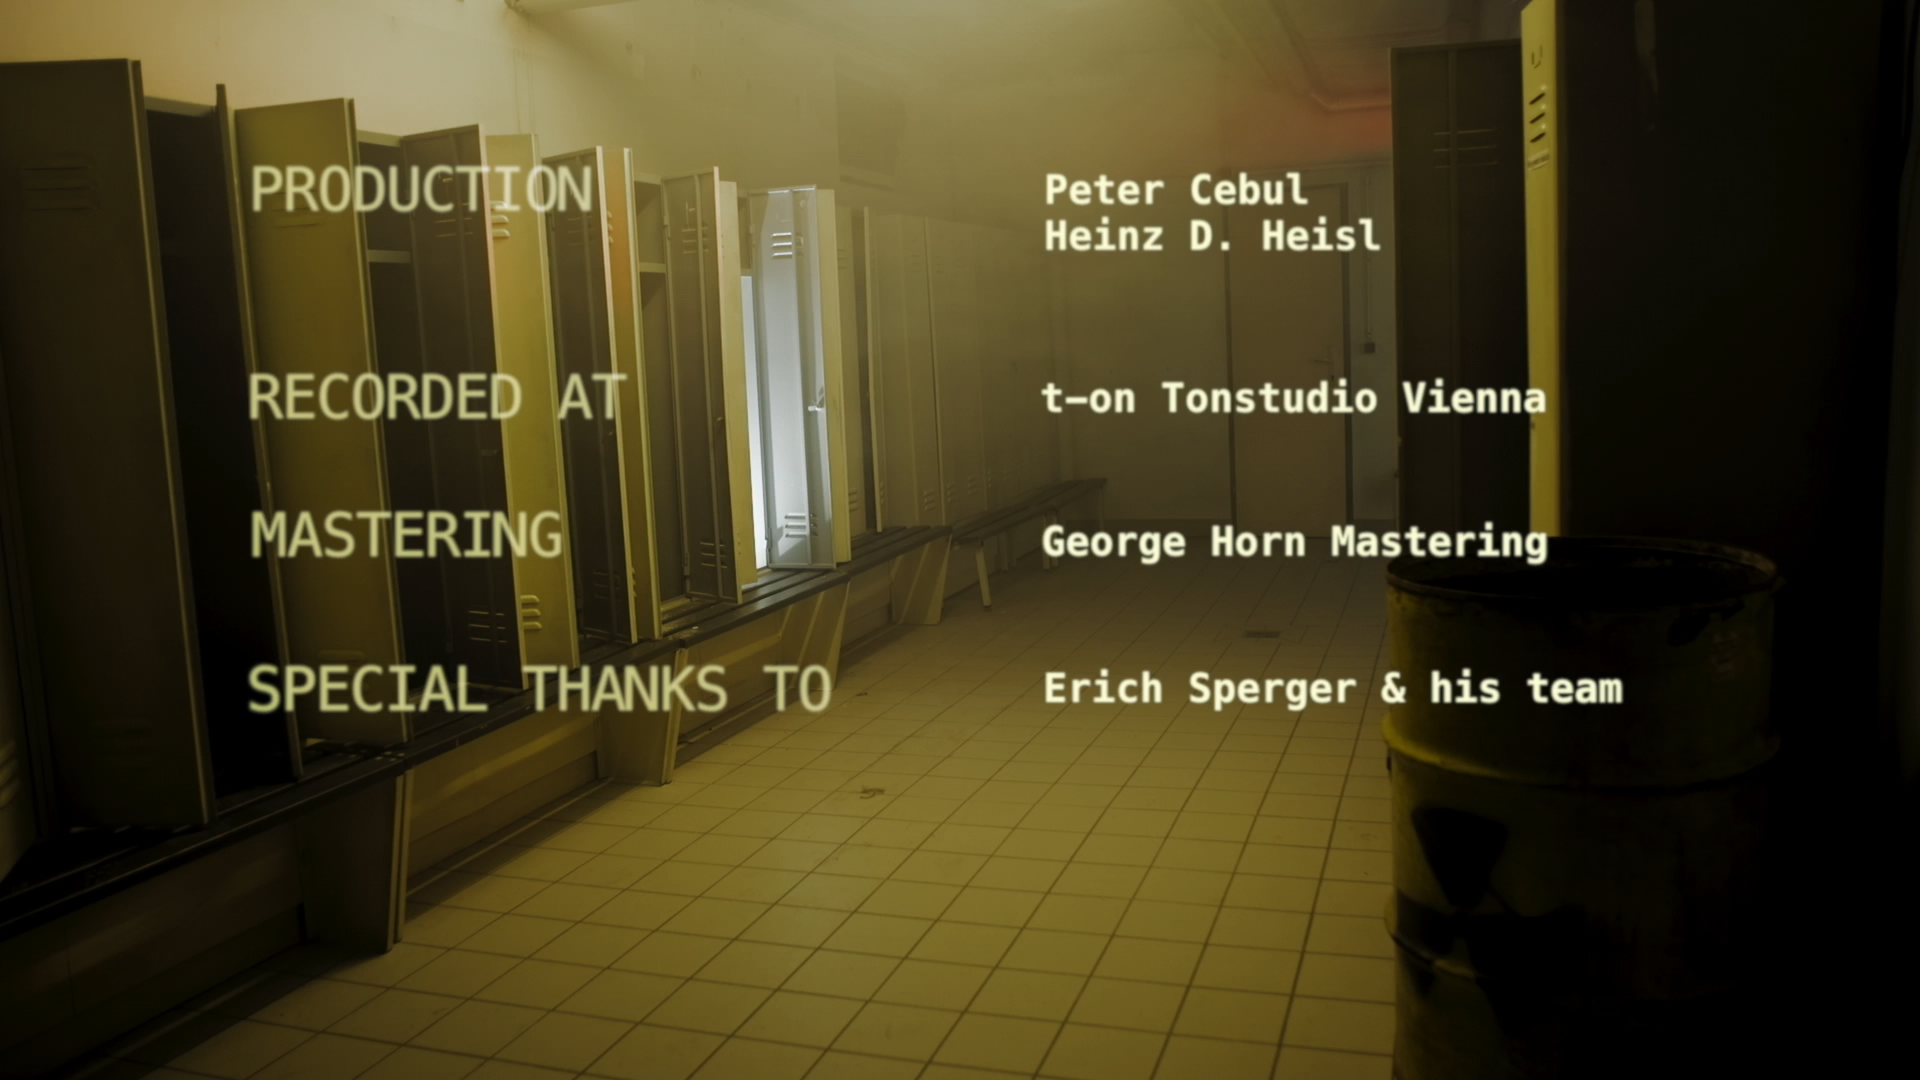 PRODUCTION
Peter Cebul
Heinz D. Heisl
RECORDED AT
t-on Tonstudio Vienna
MASTERING
George Horn Mastering
SPECIAL THANKS TO
Erich Sperger & his team